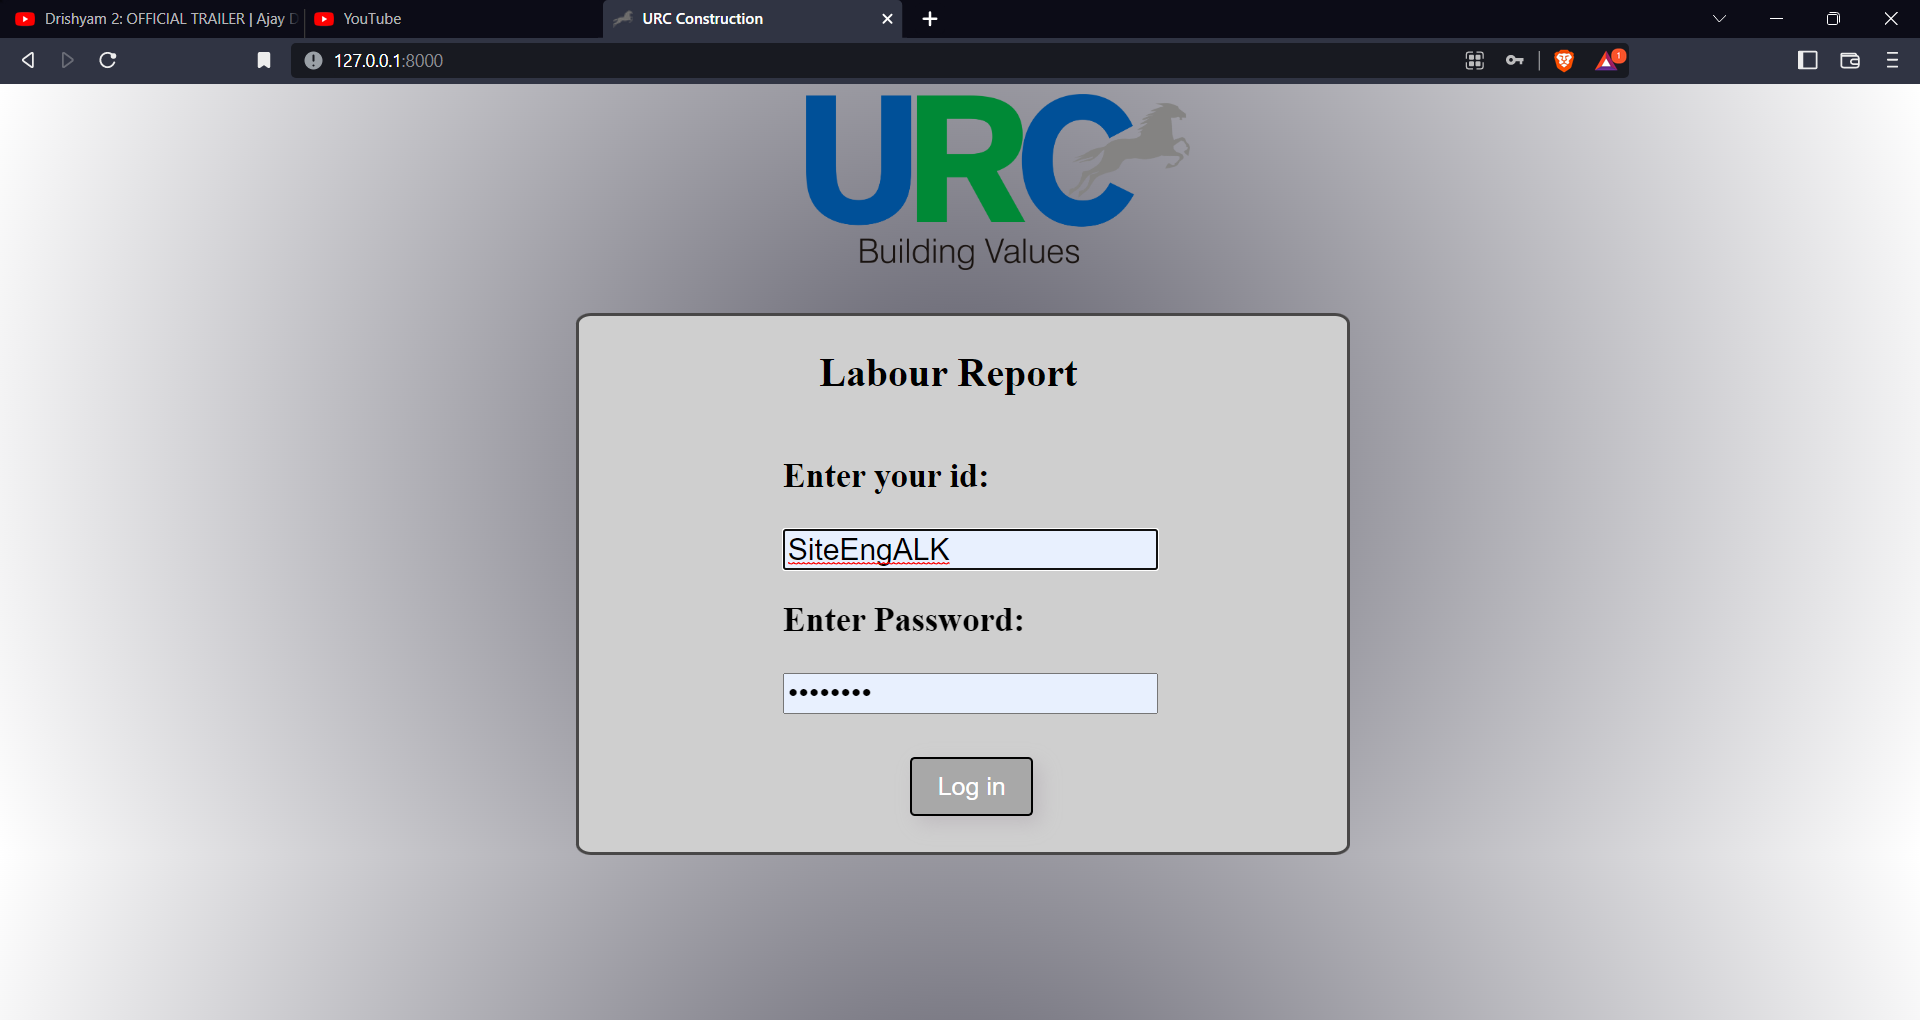 Drishyam 2: OFFICIAL TRAILER | Ajay D
YouTube
URC Construction
127.0.0.1:8000
1
URC
Building Values
Labour Report
Enter your id:
SiteEngALK
Enter Password:
••••••••
Log in